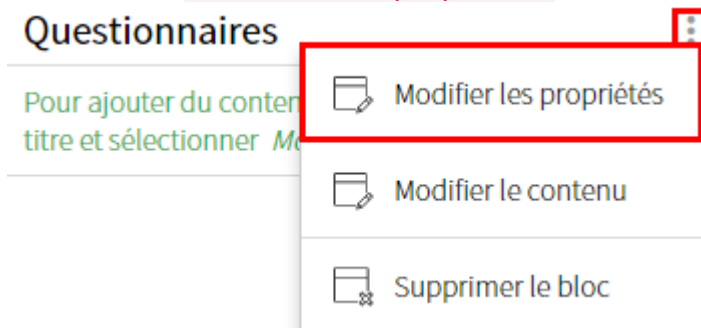 Questionnaires
Modifier les propriétés
Pour ajouter du conten
titre et sélectionner
Modifier le contenu
Supprimer le bloc